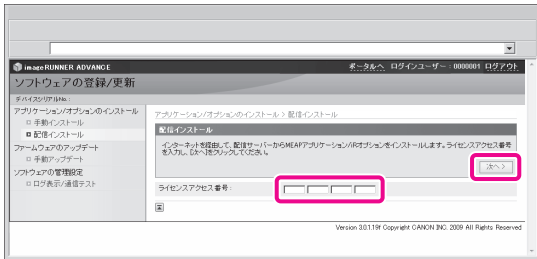 imageRUNNER ADVANCE
ポータルへ ログインユーザー：0000001 ログアウト
ソフトウェアの登録/更新
デバイスシリアルNo.:
アプリケーション/オプションのインストール
手動インストール
配信インストール
ファームウェアのアップデート
手動アップデート
ソフトウェアの管理設定
ログ表示/通信テスト
アプリケーション/オプションのインストール > 配信インストール
配信インストール
インターネットを経由して、配信サーバーからMEAPアプリケーション/iRオプションをインストールします。ライセンスアクセス番号
を入力し、[次へ]をクリックしてください。
次へ >
ライセンスアクセス番号：
Version 3.0.1.19f Copyright CANON INC. 2009 All Rights Reserved